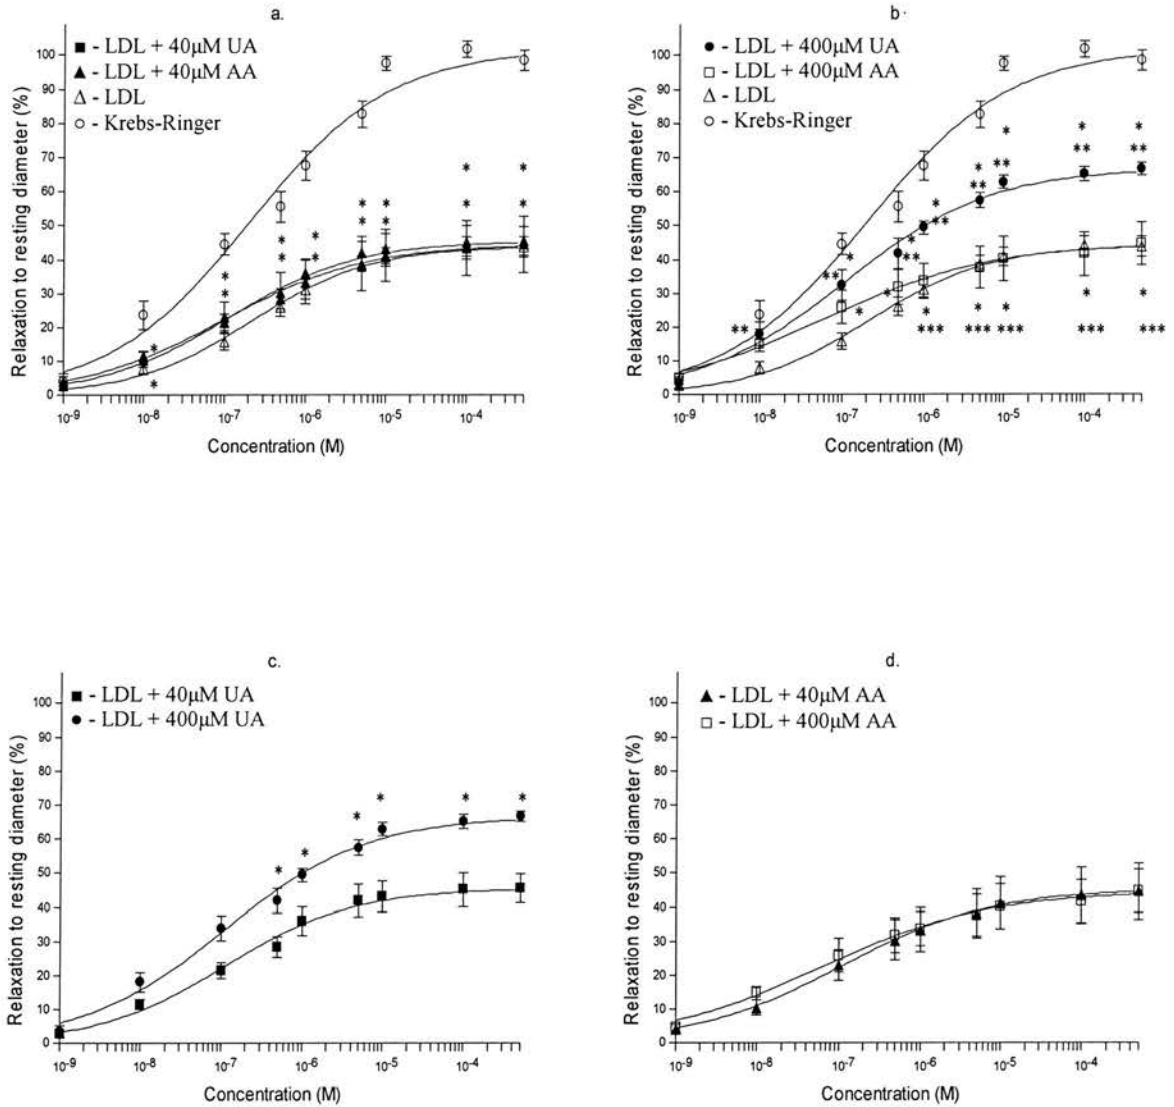 a.
■ - LDL + 40µM UA
▲ - LDL + 40µM AA
△ - LDL
○ - Krebs-Ringer
Relaxation to resting diameter (%)
100
90
80
70
60
50
40
30
20
10
0
* *
* * * * * *
* * * *
*
*
*
*
10-9 10-8 10-7 10-6 10-5 10-4
Concentration (M)
b.
● - LDL + 400µM UA
□ - LDL + 400µM AA
△ - LDL
○ - Krebs-Ringer
Relaxation to resting diameter (%)
100
90
80
70
60
50
40
30
20
10
0
* * * *
** ** ** **
* **
* **
* **
**
* *
* * * *
*** *** *** *** ***
10-9 10-8 10-7 10-6 10-5 10-4
Concentration (M)
c.
■ - LDL + 40µM UA
● - LDL + 400µM UA
Relaxation to resting diameter (%)
100
90
80
70
60
50
40
30
20
10
0
* * * * * *
10-9 10-8 10-7 10-6 10-5 10-4
Concentration (M)
d.
▲ - LDL + 40µM AA
□ - LDL + 400µM AA
Relaxation to resting diameter (%)
100
90
80
70
60
50
40
30
20
10
0
10-9 10-8 10-7 10-6 10-5 10-4
Concentration (M)